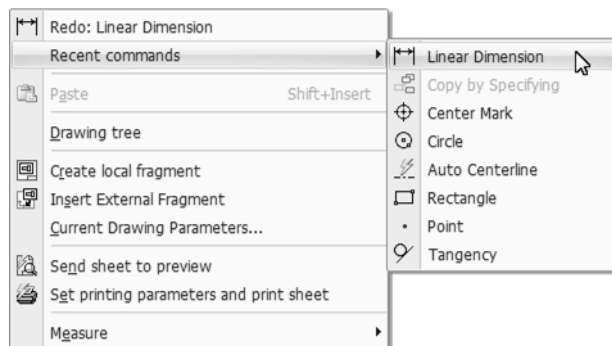 Redo: Linear Dimension
Recent commands
Paste Shift+Insert
Drawing tree
Create local fragment
Insert External Fragment
Current Drawing Parameters...
Send sheet to preview
Set printing parameters and print sheet
Measure
Linear Dimension
Copy by Specifying
Center Mark
Circle
Auto Centerline
Rectangle
Point
Tangency